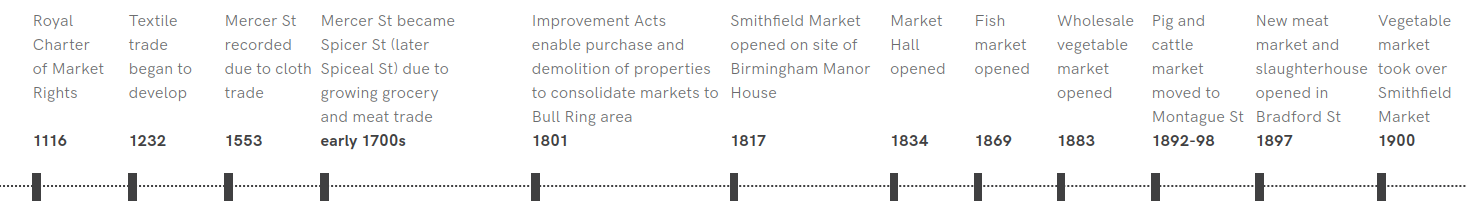 Royal
Charter
of Market
Rights
1116
Textile
trade
began to
develop
1232
Mercer St
recorded
due to cloth
trade
1553
Mercer St became
Spicer St (later
Spiceal St) due to
growing grocery
and meat trade
early 1700s
Improvement Acts
enable purchase and
demolition of properties
to consolidate markets to
Bull Ring area
1801
Smithfield Market
opened on site of
Birmingham Manor
House
1817
Market
Hall
opened
1834
Fish
market
opened
1869
Wholesale
vegetable
market
opened
1883
Pig and
cattle
market
moved to
Montague St
1892-98
New meat
market and
slaughterhouse
opened in
Bradford St
1897
Vegetable
market
took over
Smithfield
Market
1900